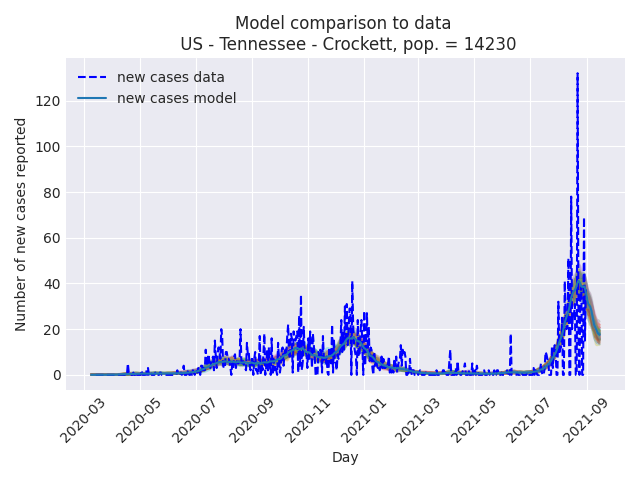 Model comparison to data
US - Tennessee - Crockett, pop. = 14230
new cases data
new cases model
Number of new cases reported
120
100
80
60
40
20
0
2020-03
2020-05
2020-07
2020-09
2020-11
2021-01
2021-03
2021-05
2021-07
2021-09
Day